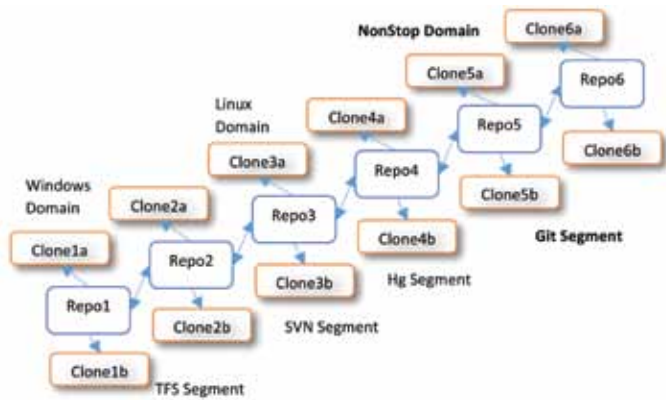 NonStop Domain
Clone6a
Clone5a
Repo6
Linux
Domain
Clone4a
Repo5
Clone6b
Clone3a
Repo4
Clone5b
Windows
Domain
Clone2a
Repo3
Clone4b
Git Segment
Clone1a
Repo2
Clone3b
Hg Segment
Repo1
Clone2b
SVN Segment
Clone1b
TFS Segment